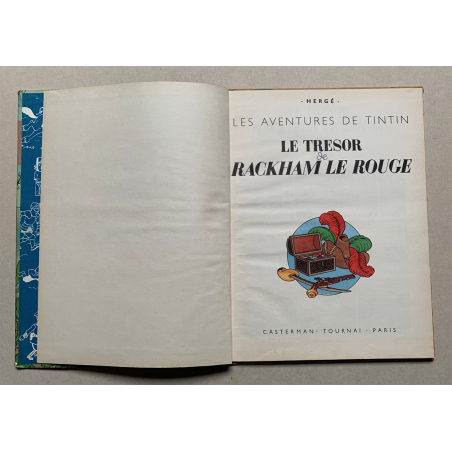 - HERGÉ -
LES AVENTURES DE TINTIN
LE TRESOR
de
RACKHAM LE ROUGE
CASTERMAN - TOURNAI - PARIS